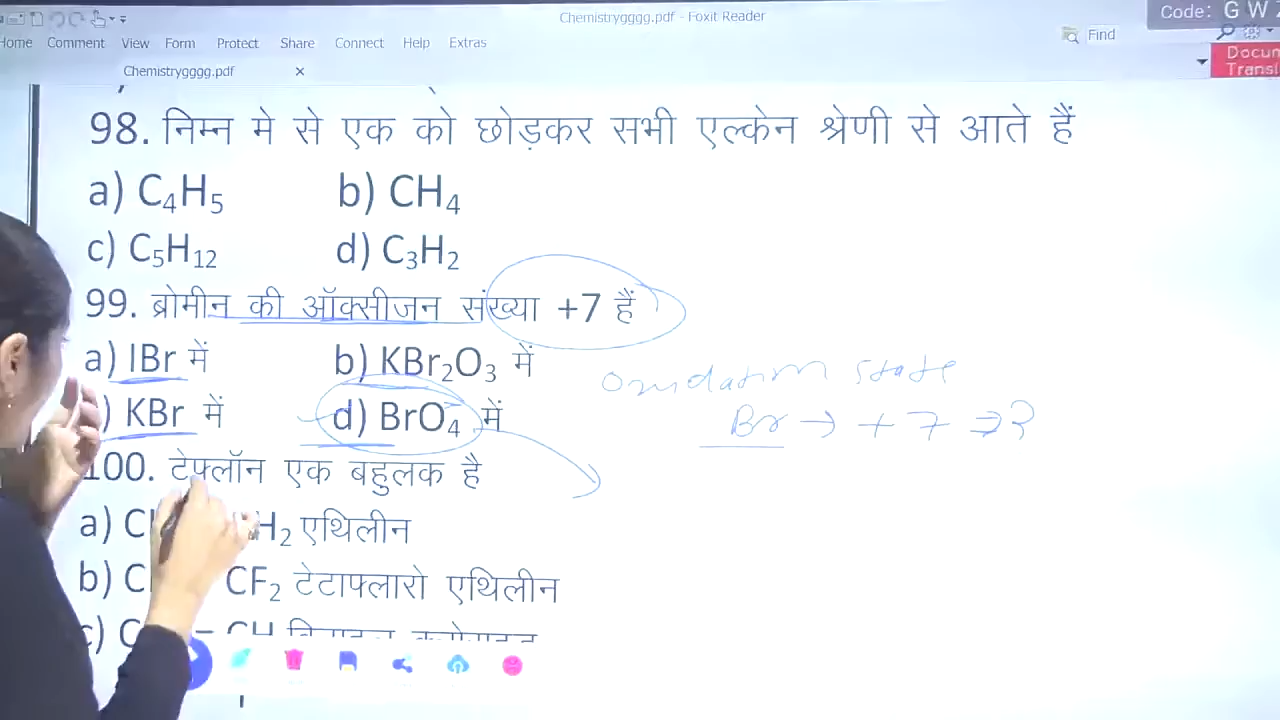 Chemistrygggg.pdf - Foxit Reader
Code: G W
Home Comment View Form Protect Share Connect Help Extras
Find
Docum
Transl
Chemistrygggg.pdf ×
98. निम्न मे से एक को छोड़कर सभी एल्केन श्रेणी से आते हैं
a) C₄H₅ b) CH₄
c) C₅H₁₂ d) C₃H₂
99. ब्रोमीन की ऑक्सीजन संख्या +7 हैं
a) IBr में b) KBr₂O₃ में
) KBr में d) BrO₄⁻ में
Oxidation state
Br → +7 → ?
100. टेफ्लॉन एक बहुलक है
a) C H₂ एथिलीन
b) C CF₂ टेटाफ्लारो एथिलीन